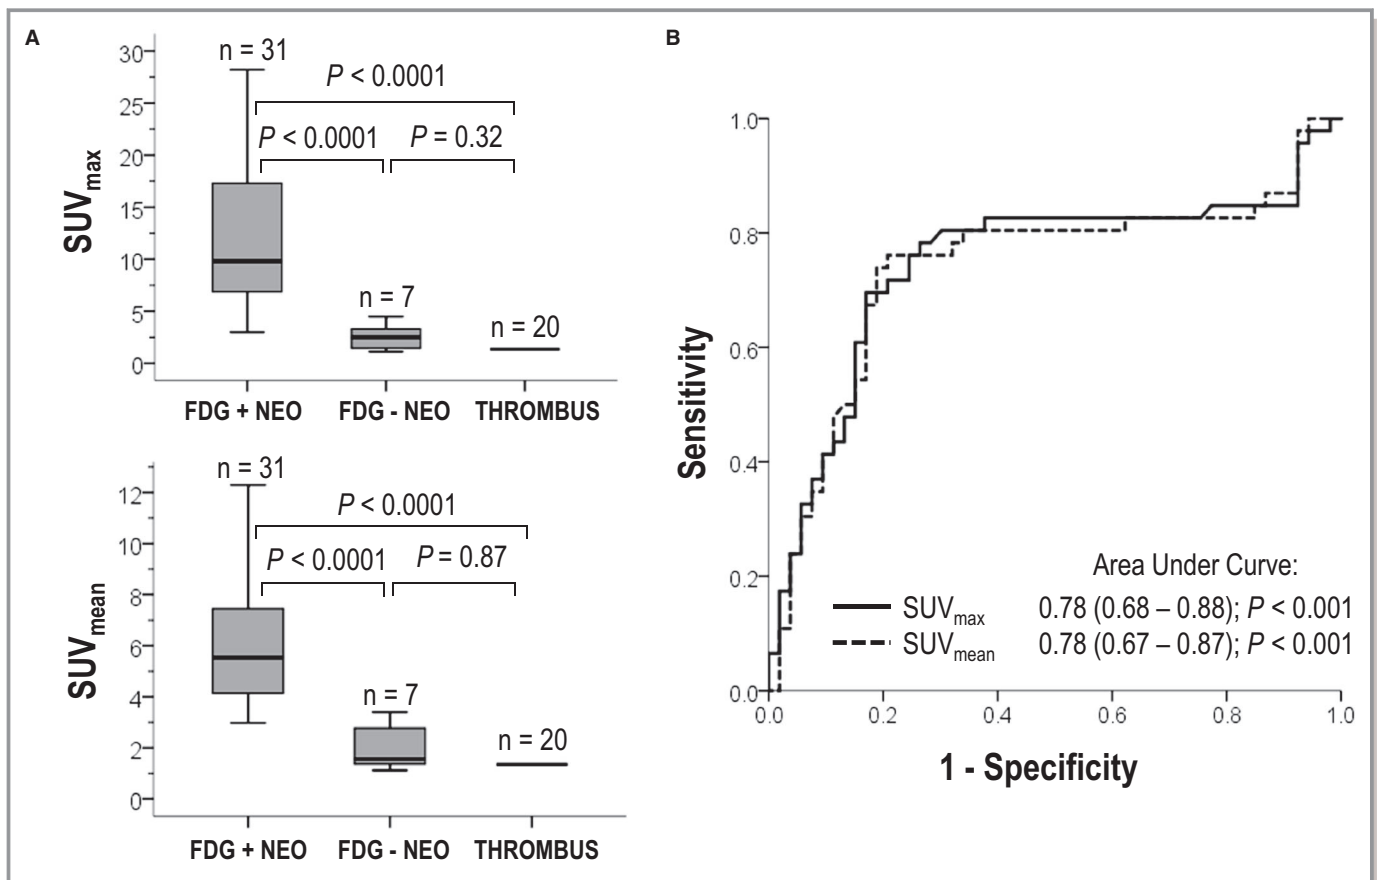 A
n = 31
P < 0.0001
P < 0.0001
P = 0.32
n = 7
n = 20
SUVmax
30
25
20
15
10
5
0
FDG + NEO
FDG - NEO
THROMBUS
n = 31
P < 0.0001
P < 0.0001
P = 0.87
n = 7
n = 20
SUVmean
12
10
8
6
4
2
0
FDG + NEO
FDG - NEO
THROMBUS
B
Sensitivity
1.0
0.8
0.6
0.4
0.2
0.0
Area Under Curve:
SUVmax 0.78 (0.68 – 0.88); P < 0.001
SUVmean 0.78 (0.67 – 0.87); P < 0.001
0.0 0.2 0.4 0.6 0.8 1.0
1 - Specificity